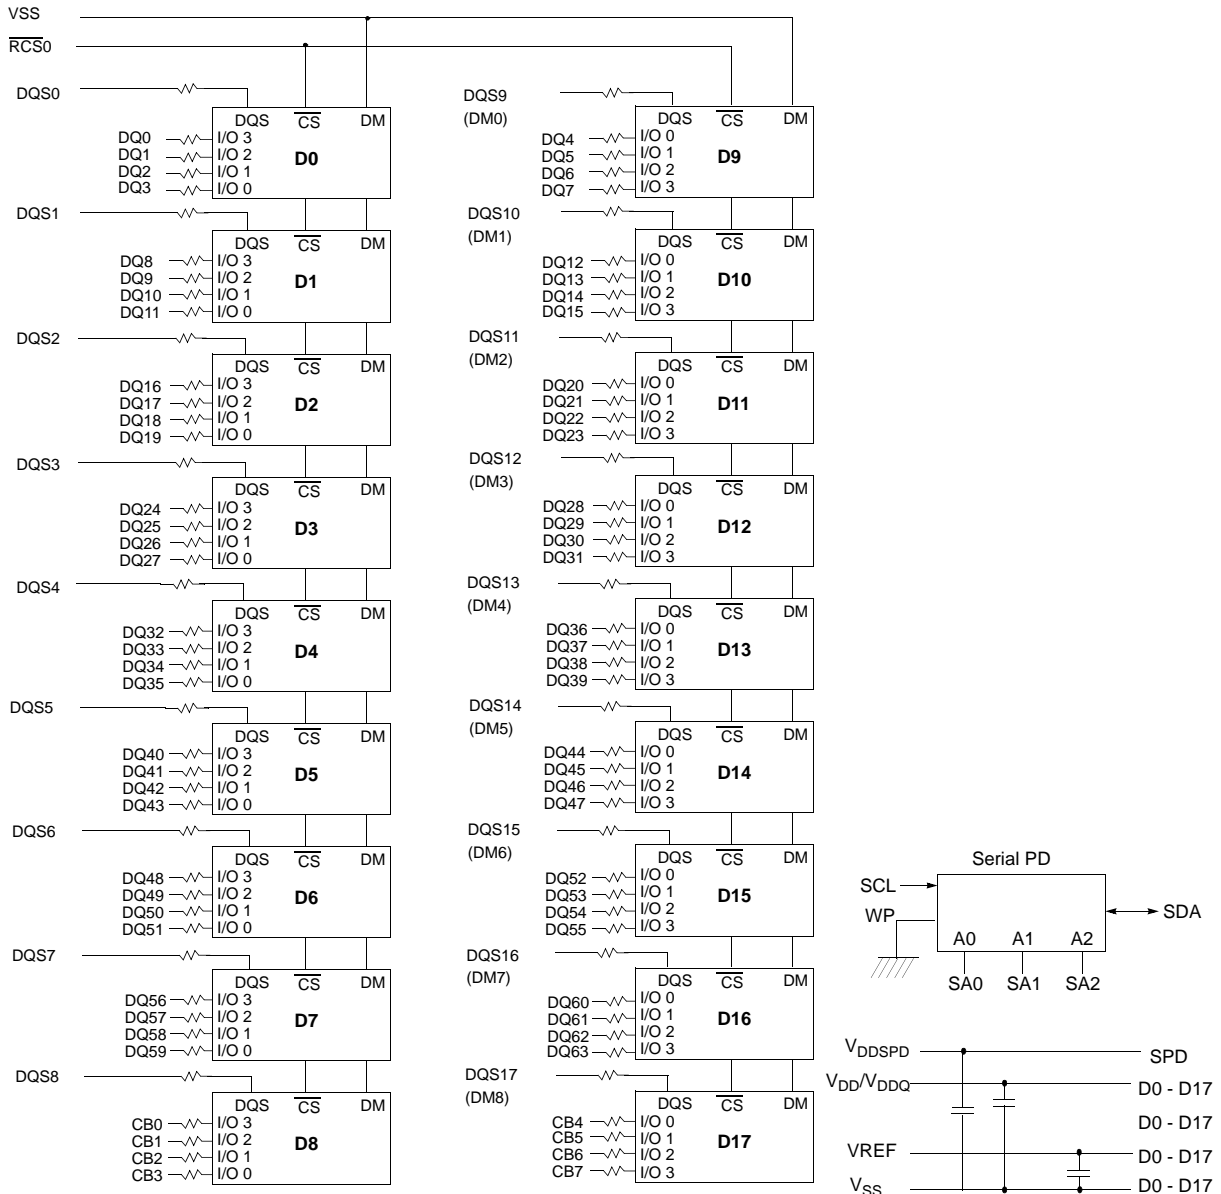 VSS
RCS0
DQS0
DQS CS DM
DQ0 I/O 3
DQ1 I/O 2
DQ2 I/O 1
DQ3 I/O 0
D0
DQS1
DQS CS DM
DQ8 I/O 3
DQ9 I/O 2
DQ10 I/O 1
DQ11 I/O 0
D1
DQS2
DQS CS DM
DQ16 I/O 3
DQ17 I/O 2
DQ18 I/O 1
DQ19 I/O 0
D2
DQS3
DQS CS DM
DQ24 I/O 3
DQ25 I/O 2
DQ26 I/O 1
DQ27 I/O 0
D3
DQS4
DQS CS DM
DQ32 I/O 3
DQ33 I/O 2
DQ34 I/O 1
DQ35 I/O 0
D4
DQS5
DQS CS DM
DQ40 I/O 3
DQ41 I/O 2
DQ42 I/O 1
DQ43 I/O 0
D5
DQS6
DQS CS DM
DQ48 I/O 3
DQ49 I/O 2
DQ50 I/O 1
DQ51 I/O 0
D6
DQS7
DQS CS DM
DQ56 I/O 3
DQ57 I/O 2
DQ58 I/O 1
DQ59 I/O 0
D7
DQS8
DQS CS DM
CB0 I/O 3
CB1 I/O 2
CB2 I/O 1
CB3 I/O 0
D8
DQS9
(DM0)
DQS CS DM
DQ4 I/O 0
DQ5 I/O 1
DQ6 I/O 2
DQ7 I/O 3
D9
DQS10
(DM1)
DQS CS DM
DQ12 I/O 0
DQ13 I/O 1
DQ14 I/O 2
DQ15 I/O 3
D10
DQS11
(DM2)
DQS CS DM
DQ20 I/O 0
DQ21 I/O 1
DQ22 I/O 2
DQ23 I/O 3
D11
DQS12
(DM3)
DQS CS DM
DQ28 I/O 0
DQ29 I/O 1
DQ30 I/O 2
DQ31 I/O 3
D12
DQS13
(DM4)
DQS CS DM
DQ36 I/O 0
DQ37 I/O 1
DQ38 I/O 2
DQ39 I/O 3
D13
DQS14
(DM5)
DQS CS DM
DQ44 I/O 0
DQ45 I/O 1
DQ46 I/O 2
DQ47 I/O 3
D14
DQS15
(DM6)
DQS CS DM
DQ52 I/O 0
DQ53 I/O 1
DQ54 I/O 2
DQ55 I/O 3
D15
DQS16
(DM7)
DQS CS DM
DQ60 I/O 0
DQ61 I/O 1
DQ62 I/O 2
DQ63 I/O 3
D16
DQS17
(DM8)
DQS CS DM
CB4 I/O 0
CB5 I/O 1
CB6 I/O 2
CB7 I/O 3
D17
Serial PD
SCL
WP
SDA
A0 A1 A2
SA0 SA1 SA2
VDDSPD SPD
VDD/VDDQ D0 - D17
D0 - D17
VREF D0 - D17
VSS D0 - D17